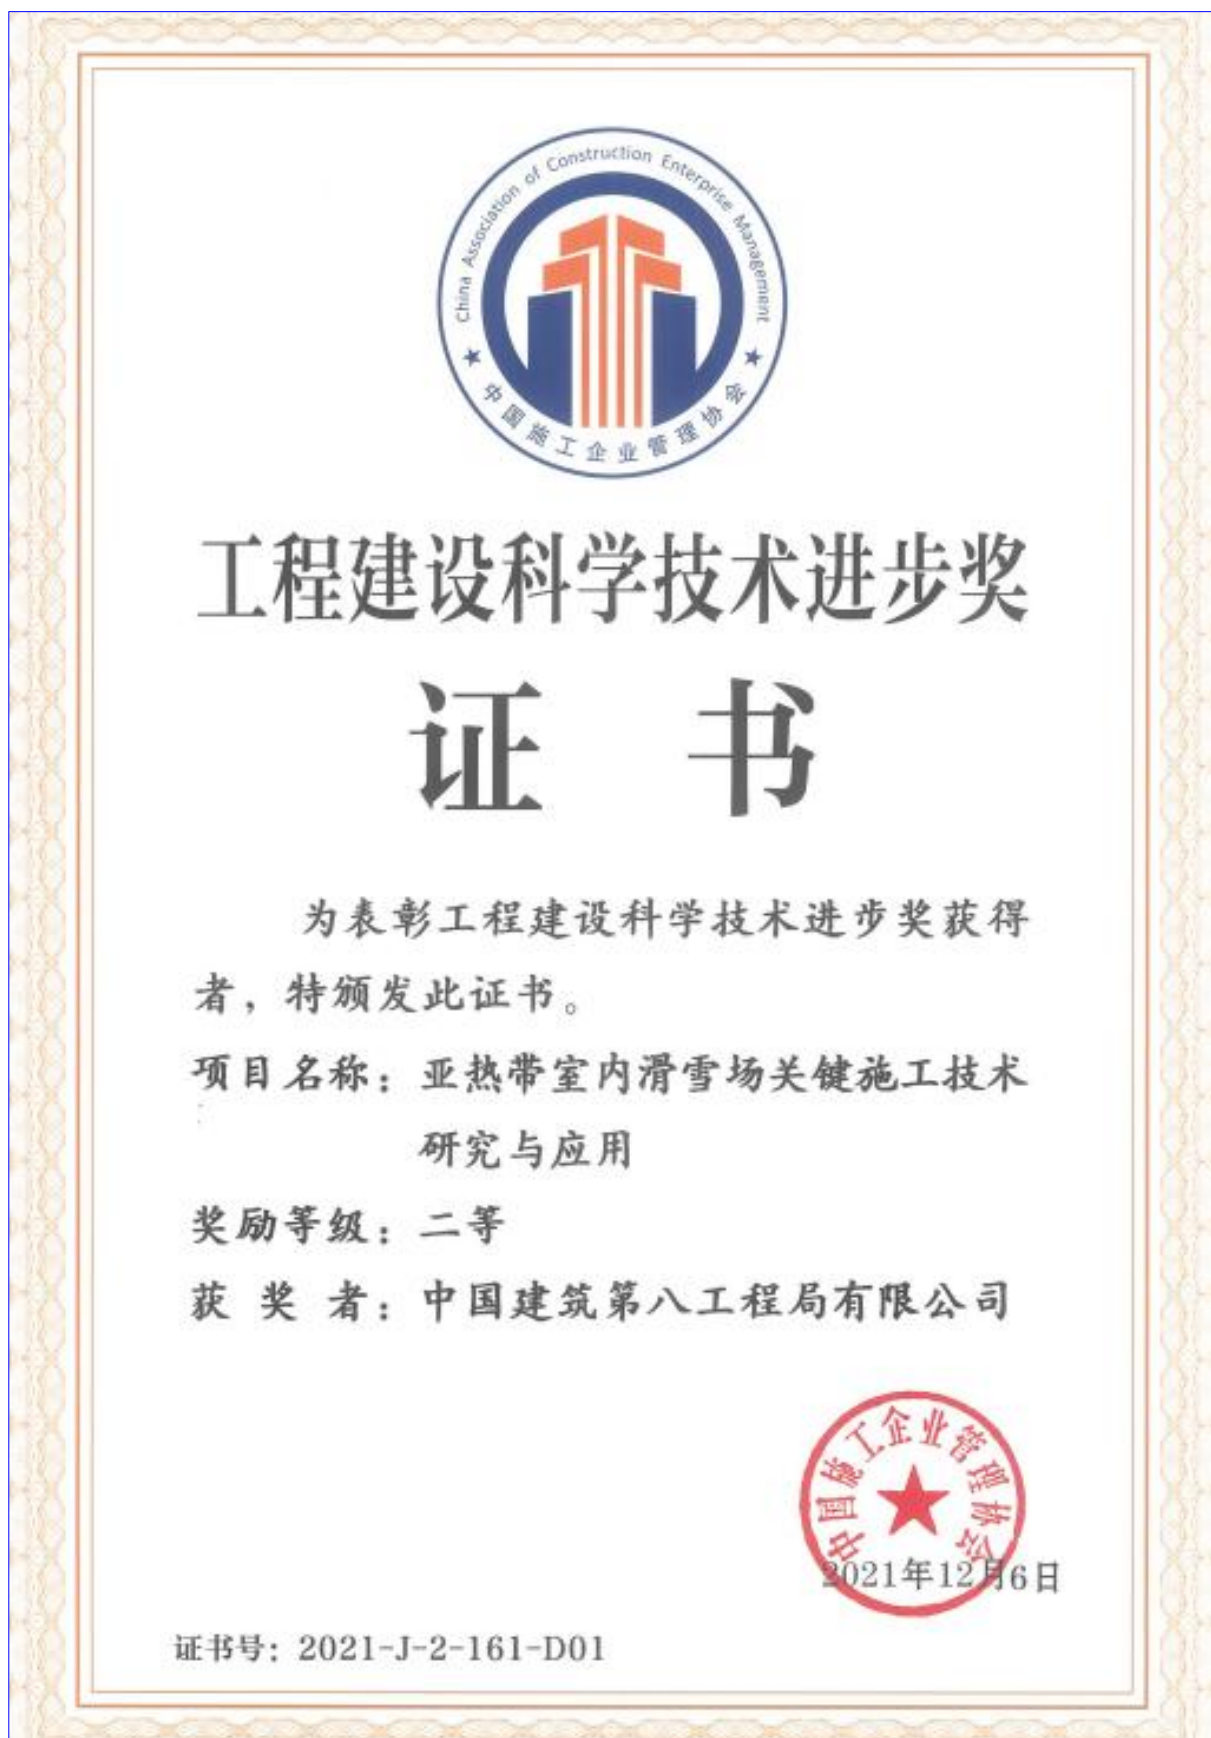 China Association of Construction Enterprise Management
中国施工企业管理协会
工程建设科学技术进步奖
证 书
为表彰工程建设科学技术进步奖获得
者，特颁发此证书。
项目名称：亚热带室内滑雪场关键施工技术
研究与应用
奖励等级：二等
获 奖 者：中国建筑第八工程局有限公司
中国施工企业管理协会
2021年12月6日
证书号：2021-J-2-161-D01